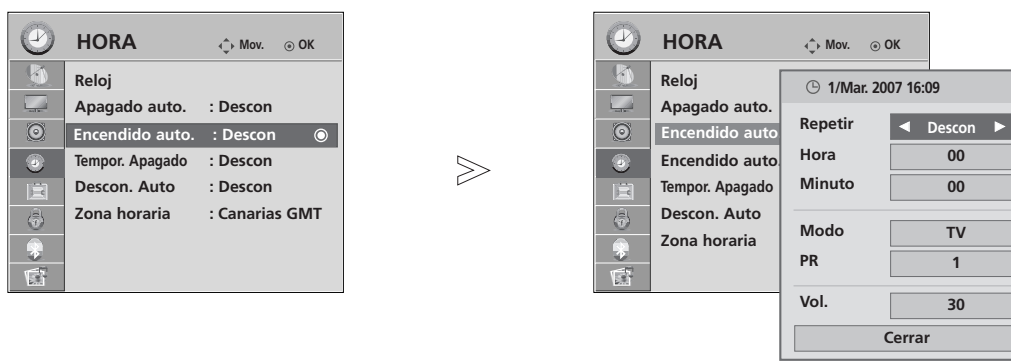 HORA Mov. OK
Reloj
Apagado auto. : Descon
Encendido auto. : Descon
Tempor. Apagado : Descon
Descon. Auto : Descon
Zona horaria : Canarias GMT
HORA Mov. OK
Reloj
Apagado auto.
Encendido auto
Encendido auto.
Tempor. Apagado
Descon. Auto
Zona horaria
1/Mar. 2007 16:09
Repetir ◀ Descon ▶
Hora 00
Minuto 00
Modo TV
PR 1
Vol. 30
Cerrar